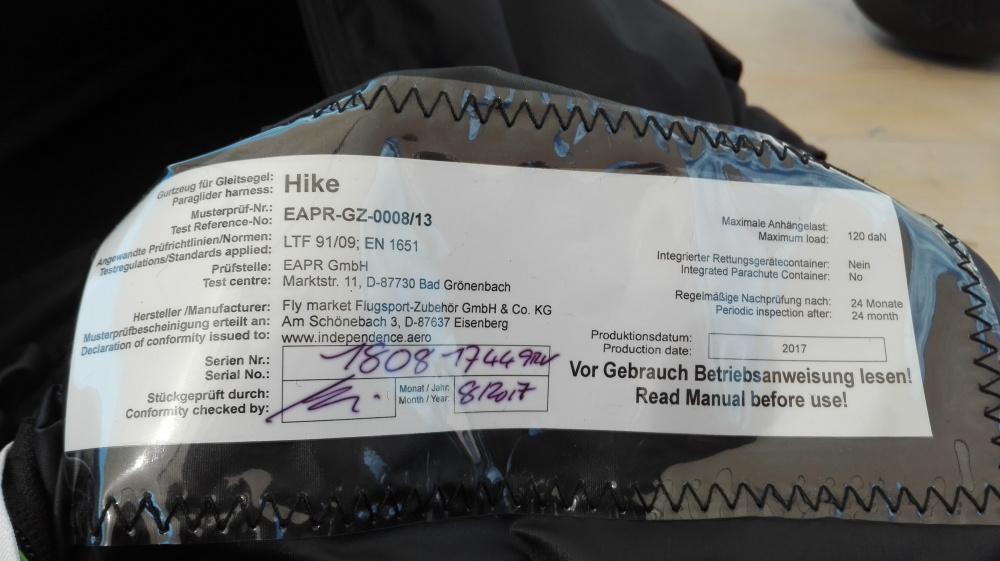 Gurtzeug für Gleitsegel:
Paraglider harness: Hike
Musterprüf-Nr.:
Test Reference-No: EAPR-GZ-0008/13
Angewandte Prüfrichtlinien/Normen:
Testregulations/Standards applied: LTF 91/09; EN 1651
Prüfstelle: EAPR GmbH
Test centre: Marktstr. 11, D-87730 Bad Grönenbach
Hersteller /Manufacturer: Fly market Flugsport-Zubehör GmbH & Co. KG
Musterprüfbescheinigung erteilt an: Am Schönebach 3, D-87637 Eisenberg
Declaration of conformity issued to: www.independence.aero
Serien Nr.:
Serial No.: 1808 17449
Stückgeprüft durch:
Conformity checked by:
Monat / Jahr:
Month / Year: 8/2017
Maximale Anhängelast:
Maximum load: 120 daN
Integrierter Rettungsgerätecontainer: Nein
Integrated Parachute Container: No
Regelmäßige Nachprüfung nach: 24 Monate
Periodic inspection after: 24 month
Produktionsdatum:
Production date: 2017
Vor Gebrauch Betriebsanweisung lesen!
Read Manual before use!